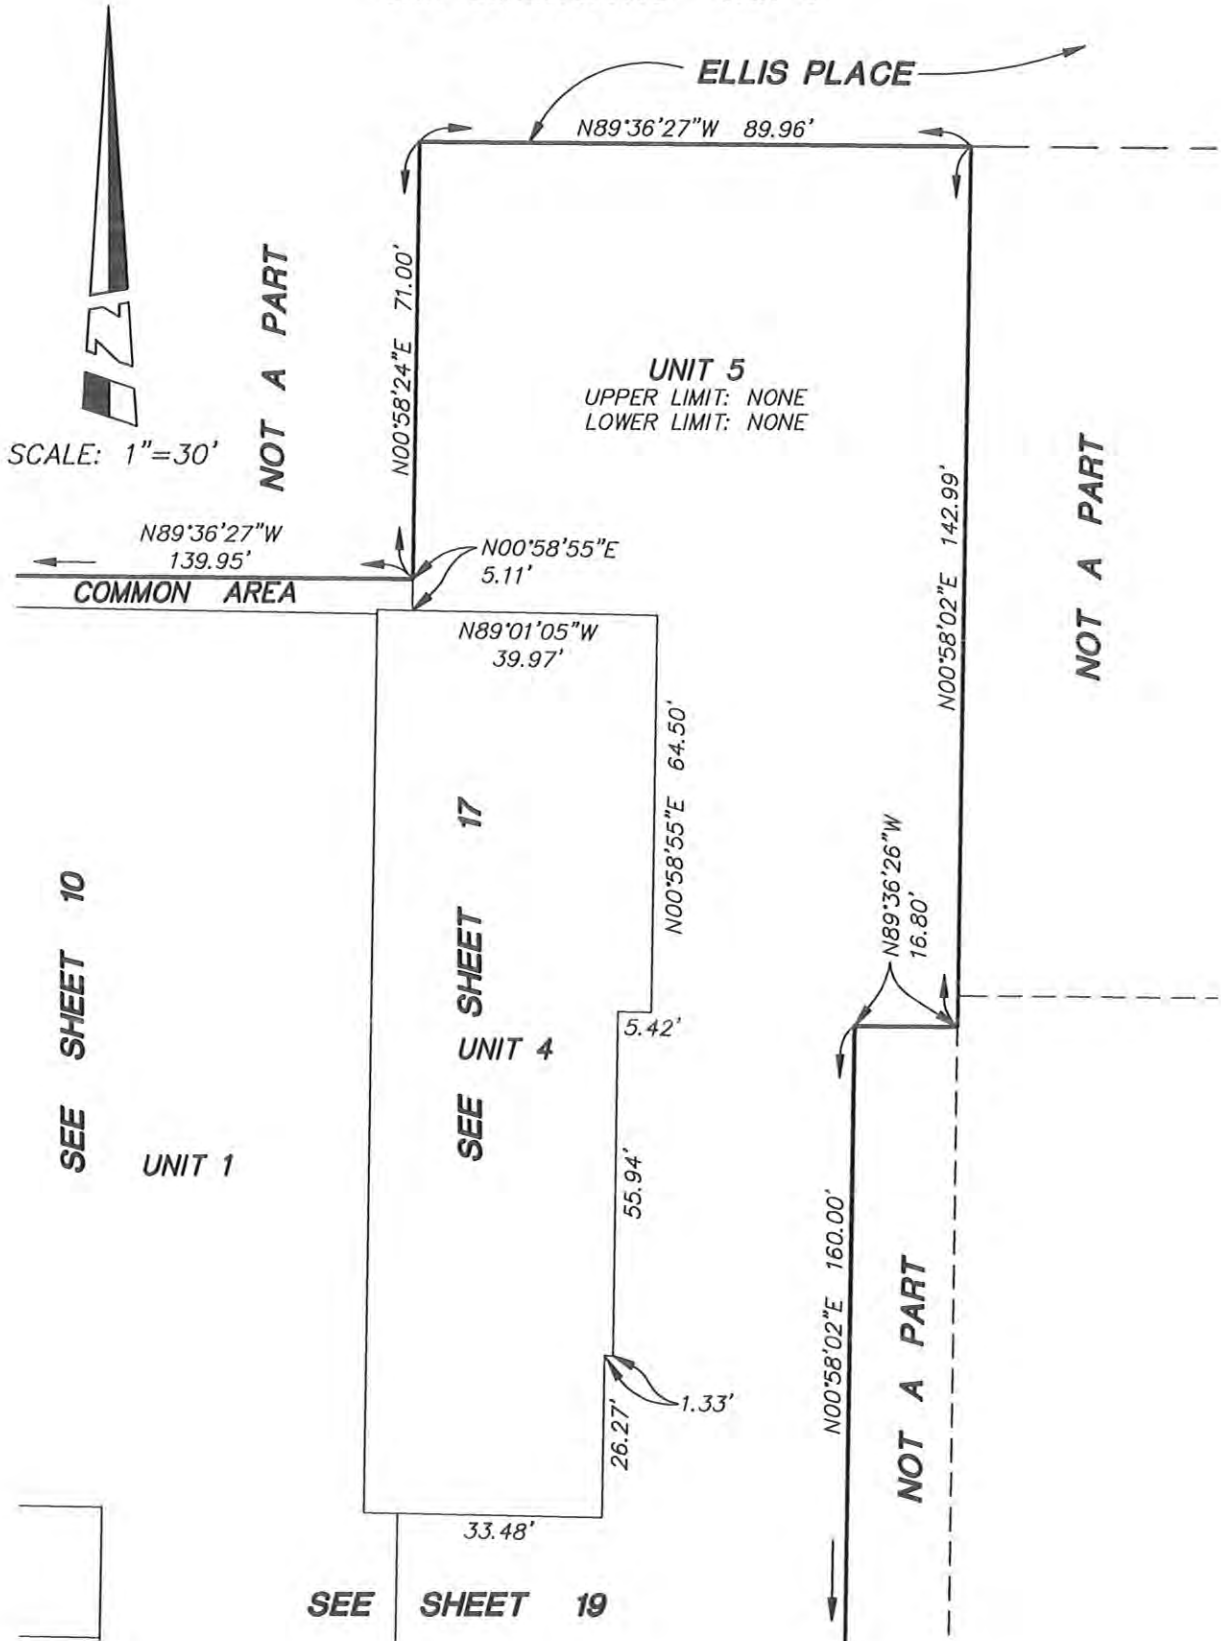 ELLIS PLACE
N89°36'27"W 89.96'
NOT A PART
N00°58'24"E 71.00'
UNIT 5
UPPER LIMIT: NONE
LOWER LIMIT: NONE
N
SCALE: 1"=30'
N89°36'27"W
139.95'
COMMON AREA
N00°58'55"E
5.11'
N89°01'05"W
39.97'
N00°58'02"E 142.99'
NOT A PART
N00°58'55"E 64.50'
SEE SHEET 10
SEE SHEET 17
N89°36'26"W
16.80'
5.42'
UNIT 4
UNIT 1
55.94'
N00°58'02"E 160.00'
NOT A PART
1.33'
26.27'
33.48'
SEE SHEET 19